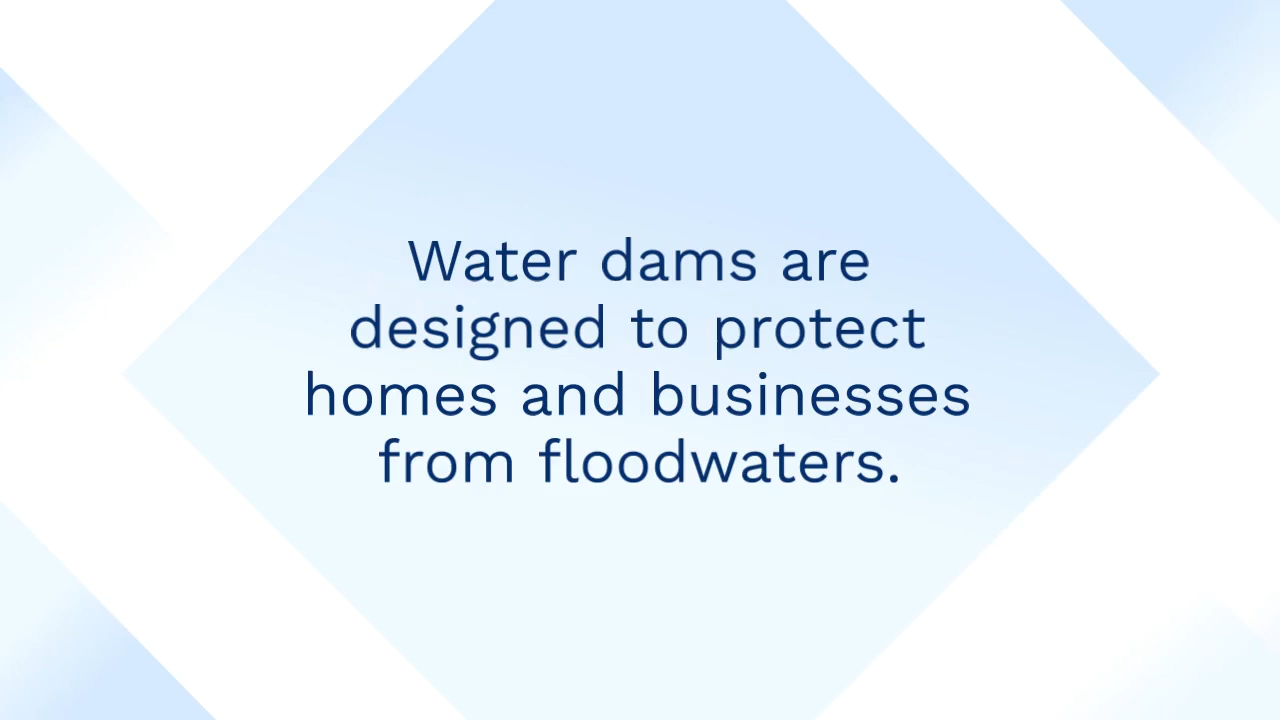 Water dams are
designed to protect
homes and businesses
from floodwaters.